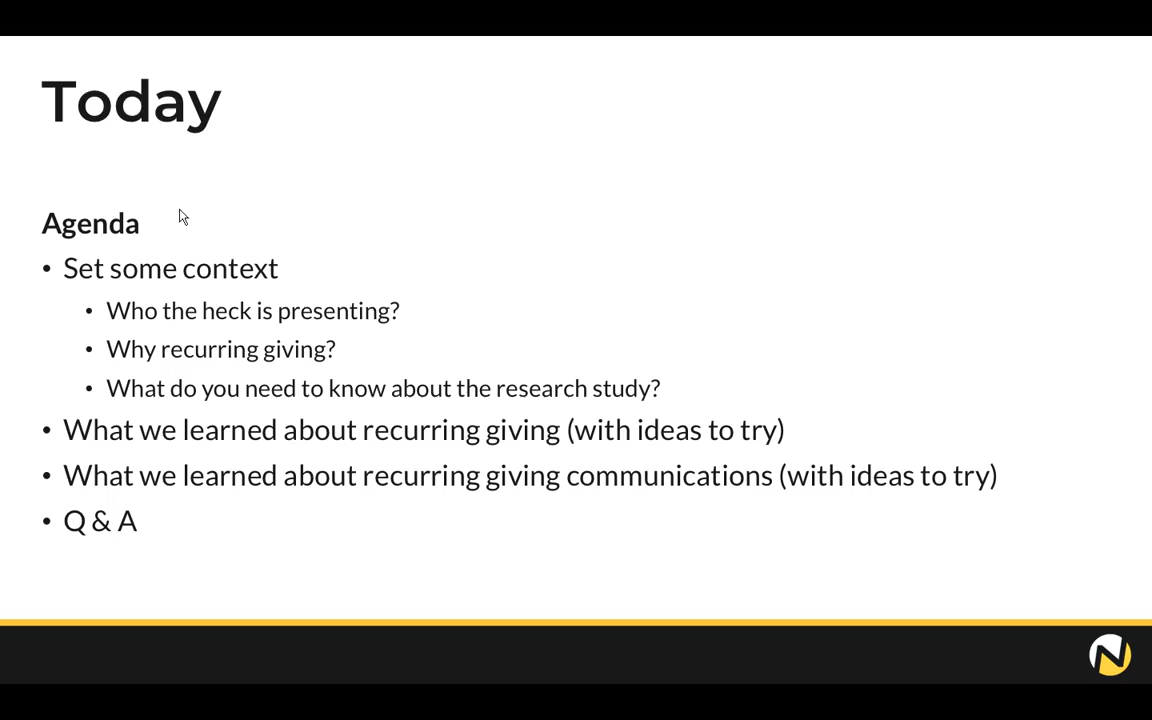 Today
Agenda
• Set some context
• Who the heck is presenting?
• Why recurring giving?
• What do you need to know about the research study?
• What we learned about recurring giving (with ideas to try)
• What we learned about recurring giving communications (with ideas to try)
• Q & A
N